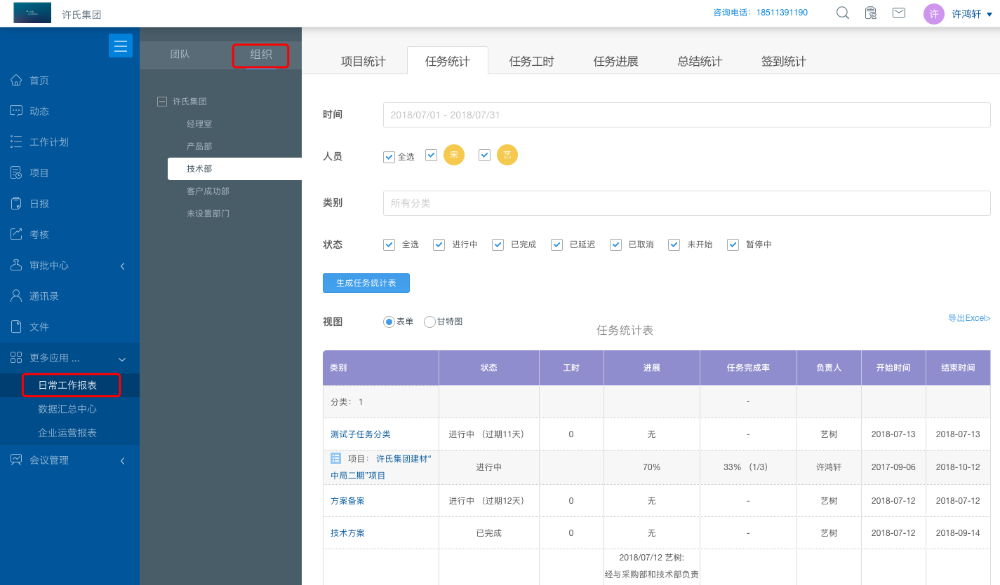 许氏集团
咨询电话：18511391190
许
许鸿轩
首页
动态
工作计划
项目
日报
考核
审批中心
通讯录
文件
更多应用 ...
日常工作报表
数据汇总中心
企业运营报表
会议管理
团队
组织
许氏集团
经理室
产品部
技术部
客户成功部
未设置部门
项目统计 任务统计 任务工时 任务进展 总结统计 签到统计
时间 2018/07/01 - 2018/07/31
人员 全选 宋 艺
类别 所有分类
状态 全选 进行中 已完成 已延迟 已取消 未开始 暂停中
生成任务统计表
视图 表单 甘特图
导出Excel>
任务统计表
类别 状态 工时 进展 任务完成率 负责人 开始时间 结束时间
分类： 1 -
测试子任务分类 进行中 （过期11天） 0 无 - 艺树 2018-07-13 2018-07-13
项目： 许氏集团建材“
中局二期”项目 进行中 70% 33% （1/3） 许鸿轩 2017-09-06 2018-10-12
方案备案 进行中 （过期12天） 0 无 - 艺树 2018-07-12 2018-07-12
技术方案 已完成 0 无 - 艺树 2018-07-12 2018-09-14
2018/07/12 艺树:
经与采购部和技术部负责